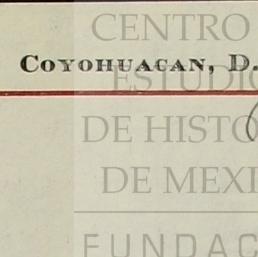 CENTRO
COYOHUACAN, D.
ESTUDIO
DE HISTO
DE MEXI
FUNDAC